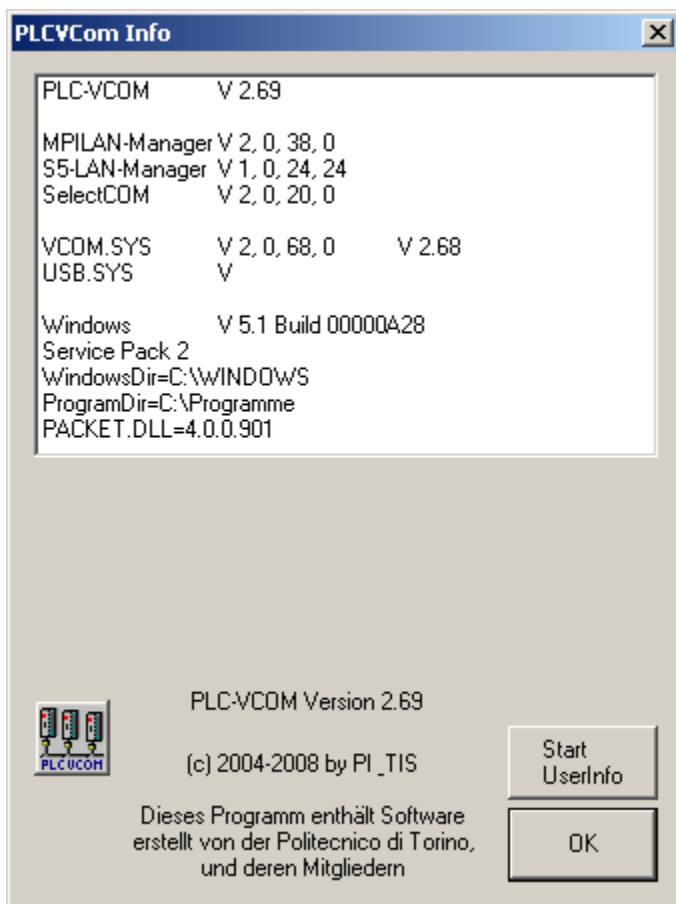 PLCVCom Info
PLC-VCOM V 2.69
MPILAN-Manager V 2, 0, 38, 0
S5-LAN-Manager V 1, 0, 24, 24
SelectCOM V 2, 0, 20, 0
VCOM.SYS V 2, 0, 68, 0 V 2.68
USB.SYS V
Windows V 5.1 Build 00000A28
Service Pack 2
WindowsDir=C:\WINDOWS
ProgramDir=C:\Programme
PACKET.DLL=4.0.0.901
PLCVCOM
PLC-VCOM Version 2.69
(c) 2004-2008 by PI_TIS
Dieses Programm enthält Software
erstellt von der Politecnico di Torino,
und deren Mitgliedern
Start
UserInfo
OK